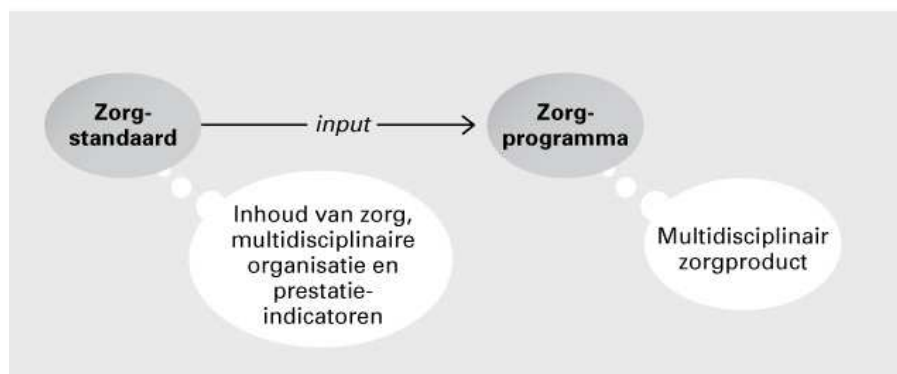 Zorg-
standaard
input
Zorg-
programma
Inhoud van zorg,
multidisciplinaire
organisatie en
prestatie-
indicatoren
Multidisciplinair
zorgproduct